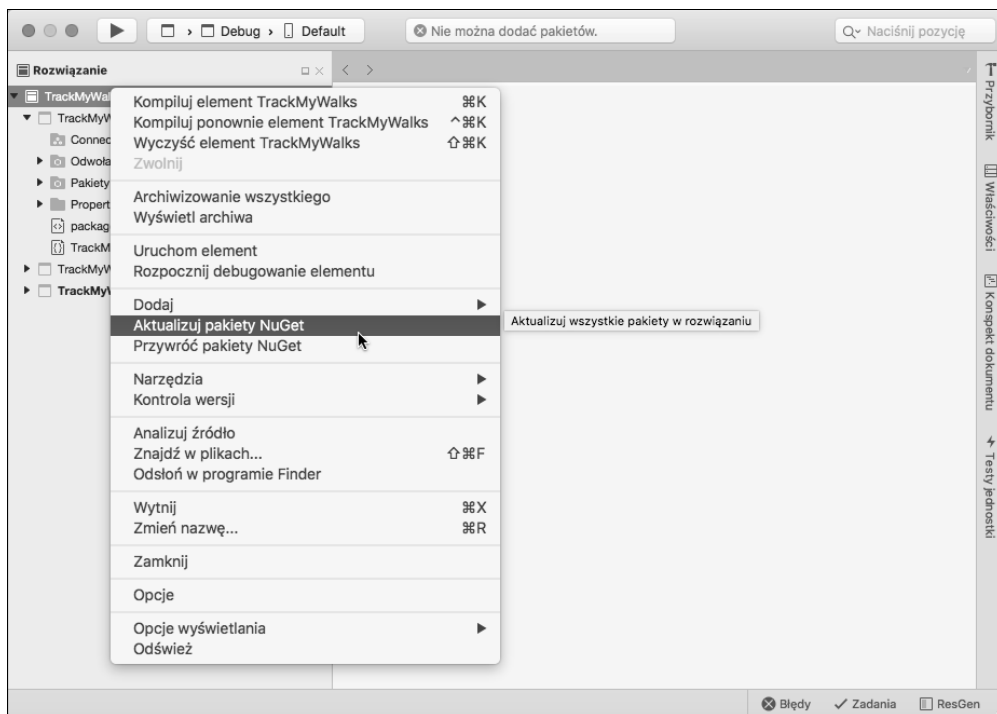 Debug
Default
Nie można dodać pakietów.
Naciśnij pozycję
Rozwiązanie
TrackMyWal
TrackMyW
Connec
Odwoła
Pakiety
Propert
packag
TrackM
TrackMyW
TrackMyW
Kompiluj element TrackMyWalks ⌘K
Kompiluj ponownie element TrackMyWalks ^⌘K
Wyczyść element TrackMyWalks ⇧⌘K
Zwolnij
Archiwizowanie wszystkiego
Wyświetl archiwa
Uruchom element
Rozpocznij debugowanie elementu
Dodaj
Aktualizuj pakiety NuGet
Przywróć pakiety NuGet
Narzędzia
Kontrola wersji
Analizuj źródło
Znajdź w plikach... ⇧⌘F
Odsłoń w programie Finder
Wytnij ⌘X
Zmień nazwę... ⌘R
Zamknij
Opcje
Opcje wyświetlania
Odśwież
Aktualizuj wszystkie pakiety w rozwiązaniu
Przybornik
Właściwości
Konspekt dokumentu
Testy jednostki
Błędy
Zadania
ResGen